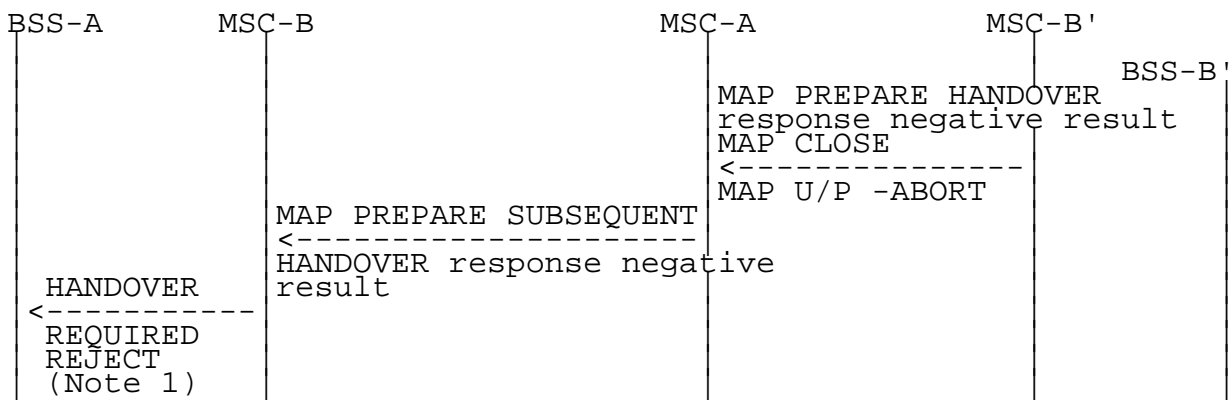 BSS-A MSC-B MSC-A MSC-B'
BSS-B'
MAP PREPARE HANDOVER
response negative result
MAP CLOSE
<---------------
MAP U/P -ABORT
MAP PREPARE SUBSEQUENT
<---------------------
HANDOVER response negative
result
HANDOVER
<-----------
REQUIRED
REJECT
(Note 1)